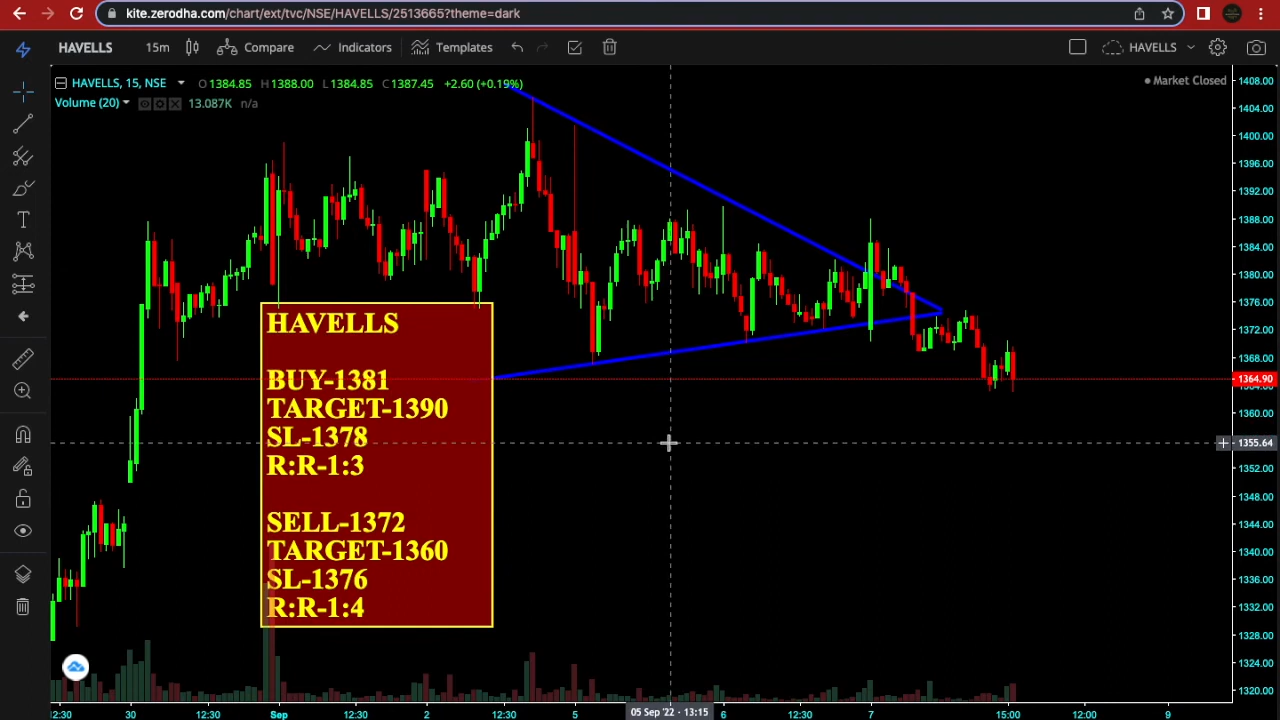 kite.zerodha.com/chart/ext/tvc/NSE/HAVELLS/2513665?theme=dark
HAVELLS 15m Compare Indicators Templates HAVELLS
HAVELLS, 15, NSE O1384.85 H1388.00 L1384.85 C1387.45 +2.60 (+0.19%)
Market Closed
Volume (20) 13.087K n/a
1408.00
1404.00
1400.00
1396.00
1392.00
1388.00
1384.00
1380.00
1376.00
1372.00
1368.00
1364.90
1360.00
1355.64
1352.00
1348.00
1344.00
1340.00
1336.00
1332.00
1328.00
1324.00
1320.00
HAVELLS
BUY-1381
TARGET-1390
SL-1378
R:R-1:3
SELL-1372
TARGET-1360
SL-1376
R:R-1:4
12:30 30 12:30 Sep 12:30 2 12:30 5 05 Sep '22 - 13:15 6 12:30 7 15:00 12:00 9